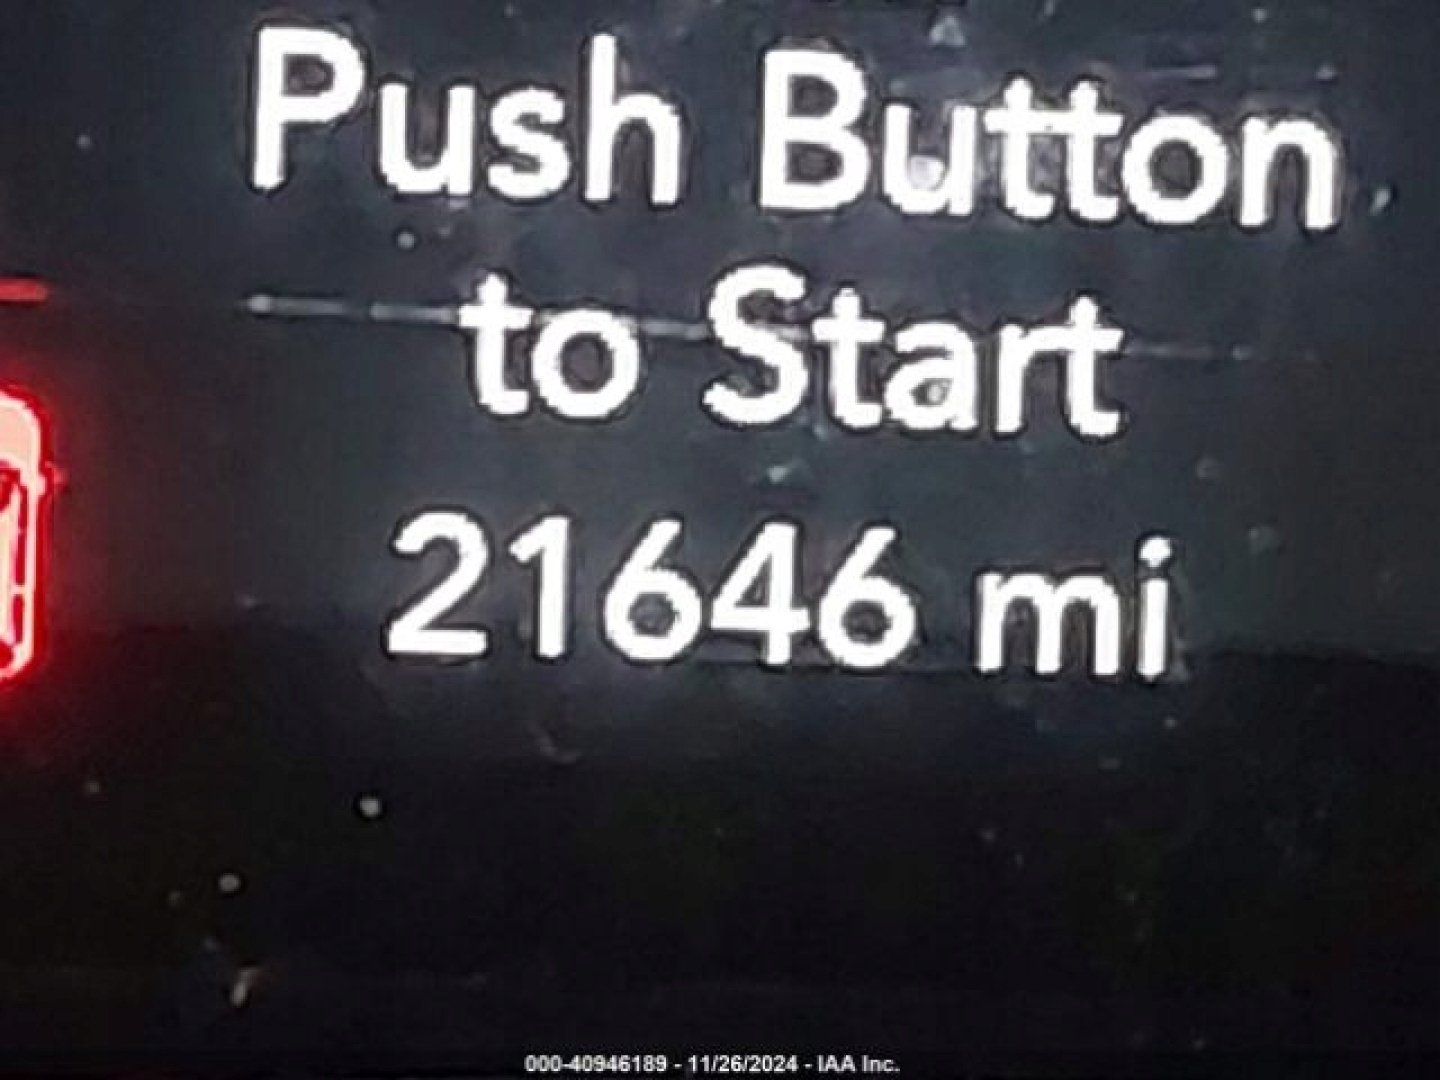 Push Button
to Start
21646 mi
000-40946189 - 11/26/2024 - IAA Inc.